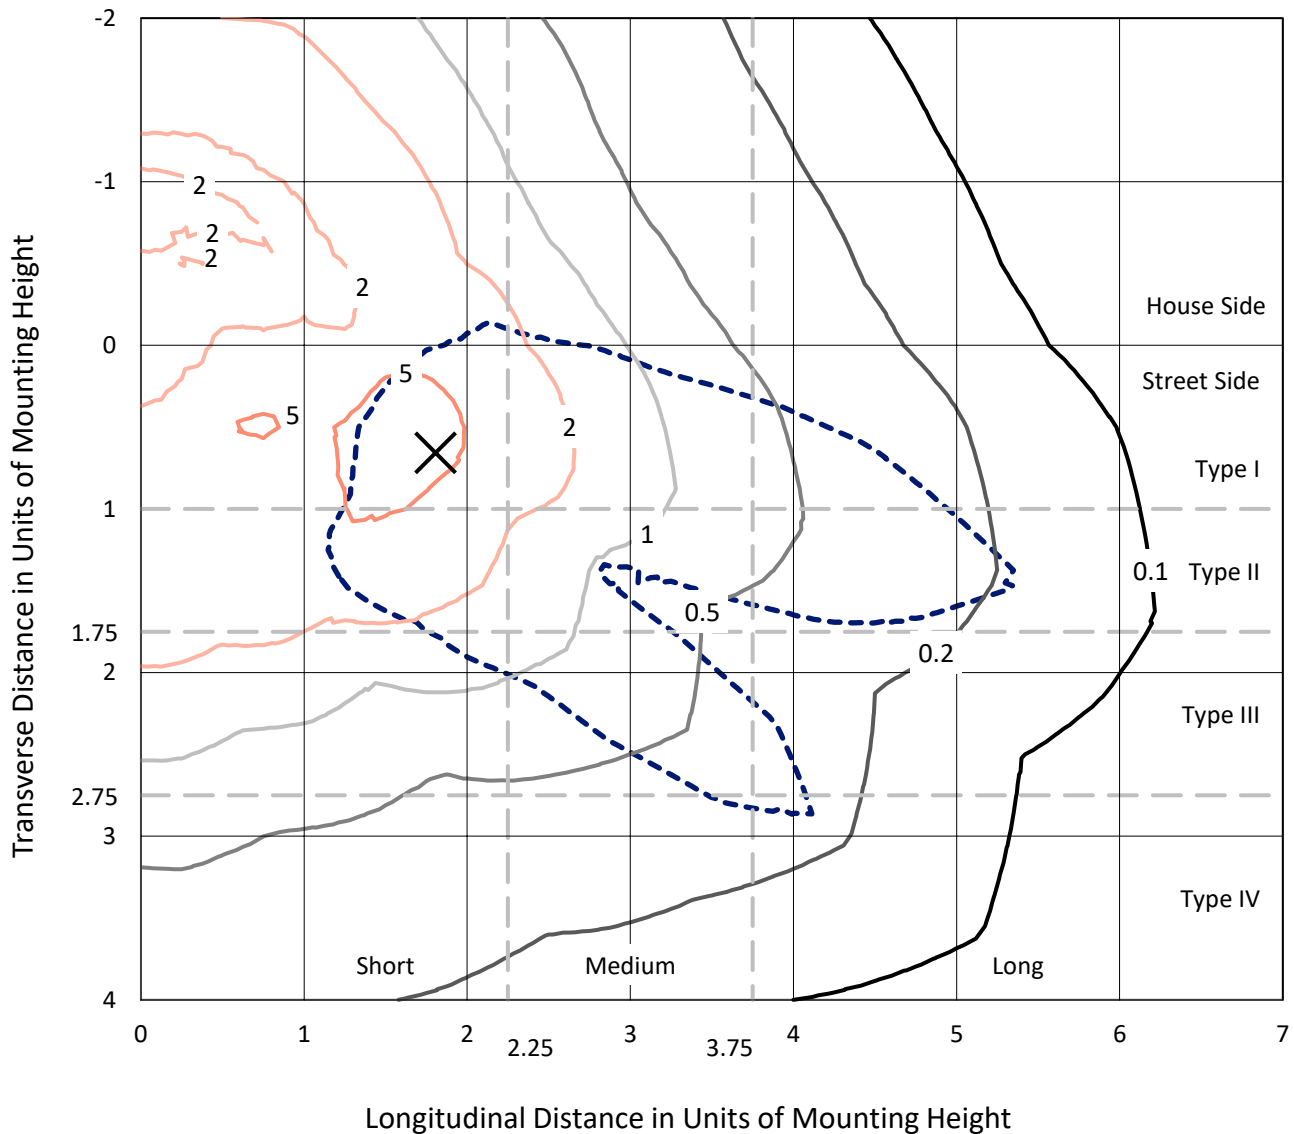 -2
-1
0
1
1.75
2
2.75
3
4
Transverse Distance in Units of Mounting Height
2
2
2
2
5
5
2
1
0.5
0.2
0.1
House Side
Street Side
Type I
Type II
Type III
Type IV
Short
Medium
Long
0
1
2
2.25
3
3.75
4
5
6
7
Longitudinal Distance in Units of Mounting Height